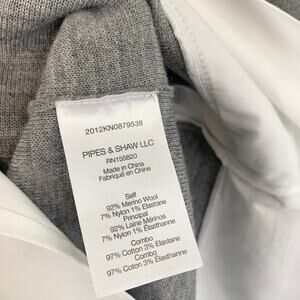 2012KN0879538
PIPES & SHAW LLC
RN155820
Made in China
Fabriqué en Chine
Self
92% Merino Wool
7% Nylon 1% Elastane
Principal
92% Laine Mérinos
7% Nylon 1% Élasthanne
Combo
97% Cotton 3% Elastane
Combo
97% Coton 3% Élasthanne